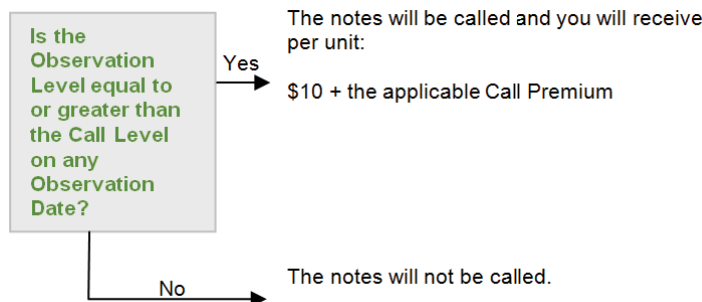 Is the
Observation
Level equal to
or greater than
the Call Level
on any
Observation
Date?
Yes
The notes will be called and you will receive
per unit:
$10 + the applicable Call Premium
No
The notes will not be called.